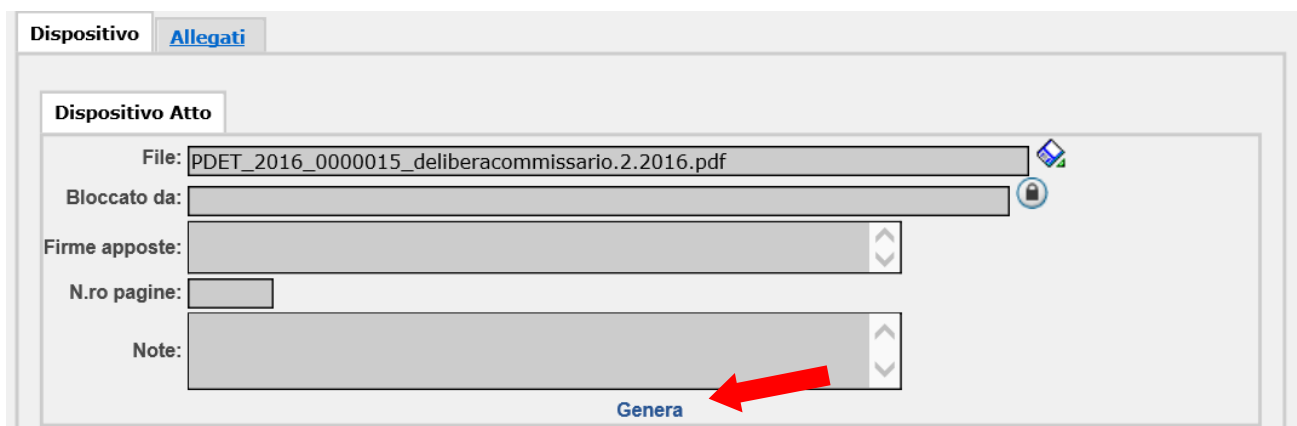 Dispositivo Allegati
Dispositivo Atto
File: PDET_2016_0000015_deliberacommissario.2.2016.pdf
Bloccato da:
Firme apposte:
N.ro pagine:
Note:
Genera